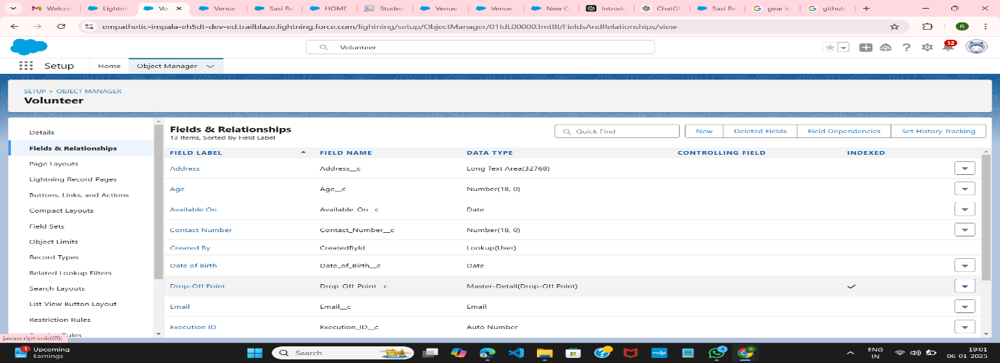 Welcom
Lightnin
Vol
Venue
Sasi Re
HOME
Studen
Venue
Venue
New Co
Introdu
ChatGP
Sasi Re
gear ico
github
empathetic-impala-eh5dt-dev-ed.trailblaze.lightning.force.com/lightning/setup/ObjectManager/01IdL000003mtBl/FieldsAndRelationships/view
R
Volunteer
12
Setup Home Object Manager
SETUP > OBJECT MANAGER
Volunteer
Details
Fields & Relationships
Page Layouts
Lightning Record Pages
Buttons, Links, and Actions
Compact Layouts
Field Sets
Object Limits
Record Types
Related Lookup Filters
Search Layouts
List View Button Layout
Restriction Rules
Rules
Fields & Relationships
13 Items, Sorted by Field Label
Quick Find
New Deleted Fields Field Dependencies Set History Tracking
FIELD LABEL FIELD NAME DATA TYPE CONTROLLING FIELD INDEXED
Address Address__c Long Text Area(32768)
Age Age__c Number(18, 0)
Available On Available_On__c Date
Contact Number Contact_Number__c Number(18, 0)
Created By CreatedById Lookup(User)
Date of Birth Date_of_Birth__c Date
Drop-Off Point Drop_Off_Point__c Master-Detail(Drop-Off Point)
Email Email__c Email
Execution ID Execution_ID__c Auto Number
javascript:void(0);
1
Upcoming
Earnings
Search
4
ENG
IN
19:01
06-01-2025